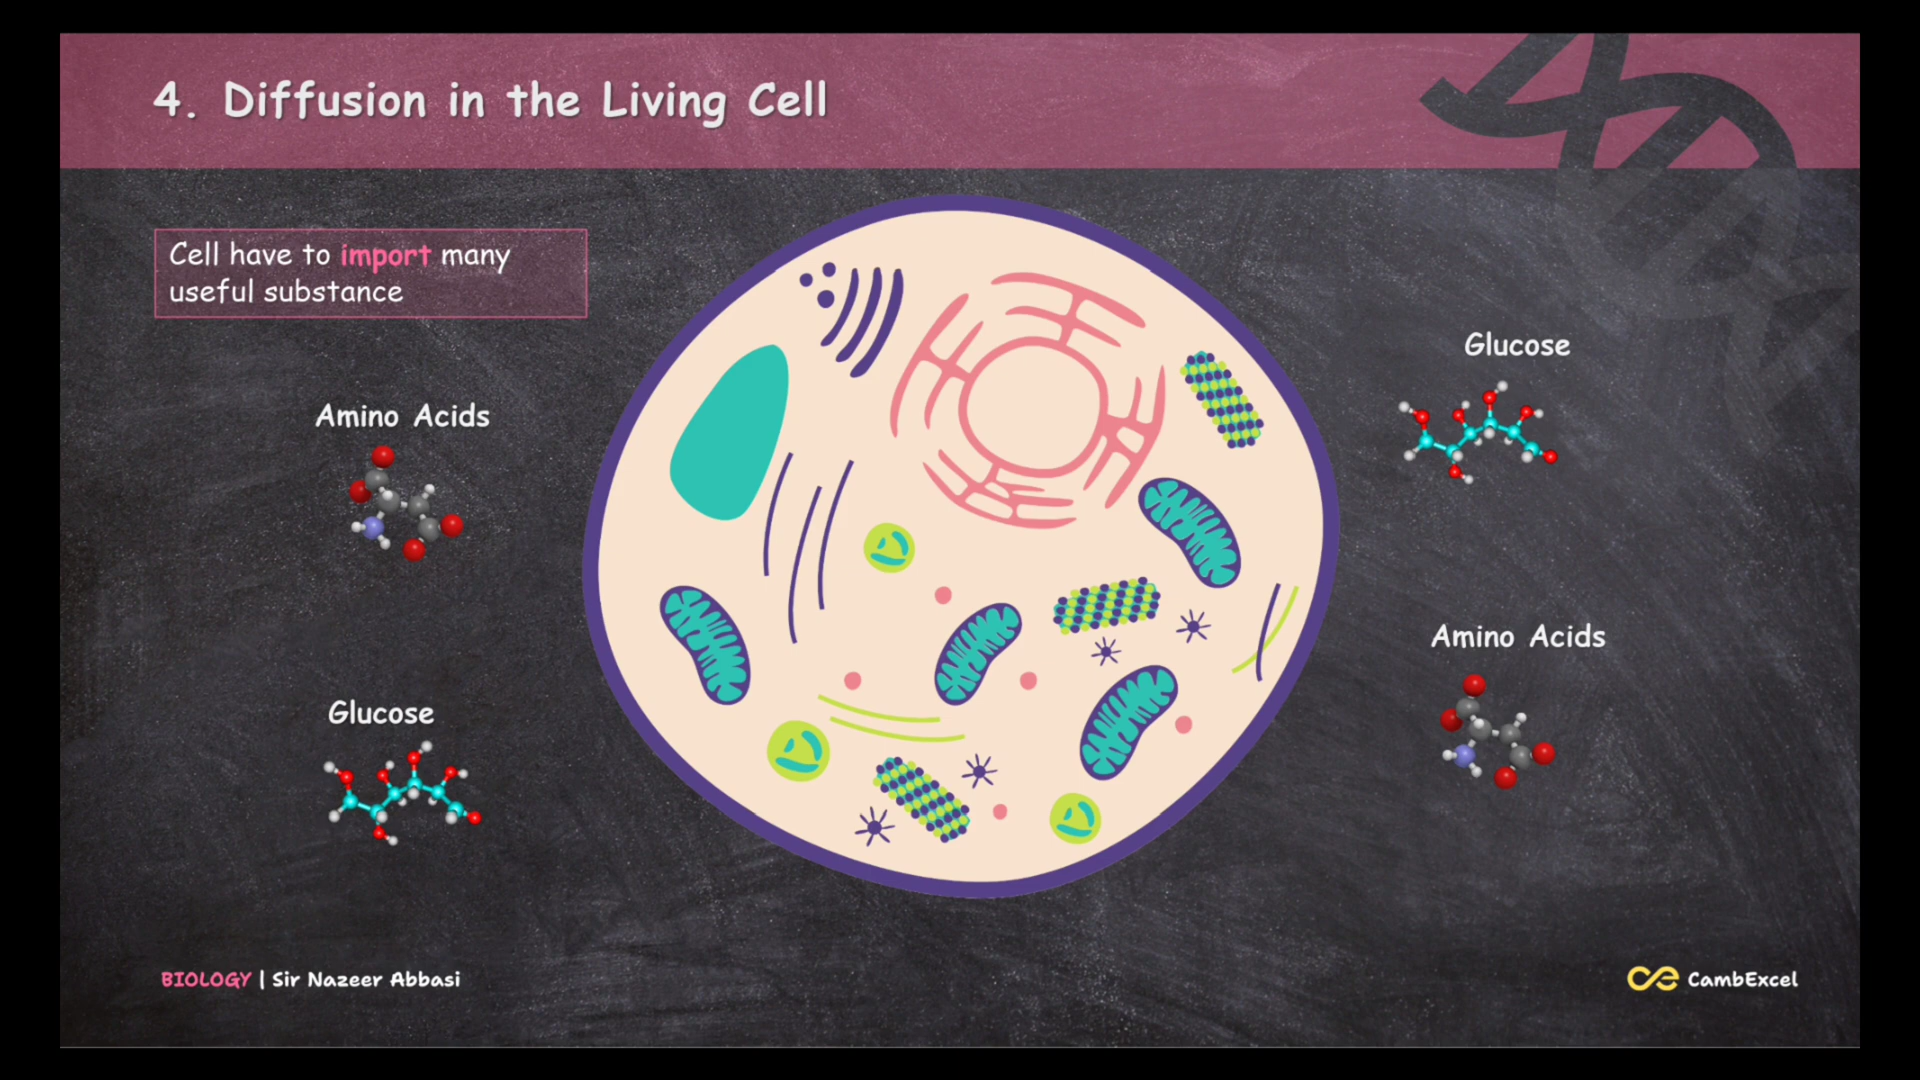 4. Diffusion in the Living Cell
Cell have to import many
useful substance
Amino Acids
Glucose
Glucose
Amino Acids
BIOLOGY | Sir Nazeer Abbasi
CambExcel